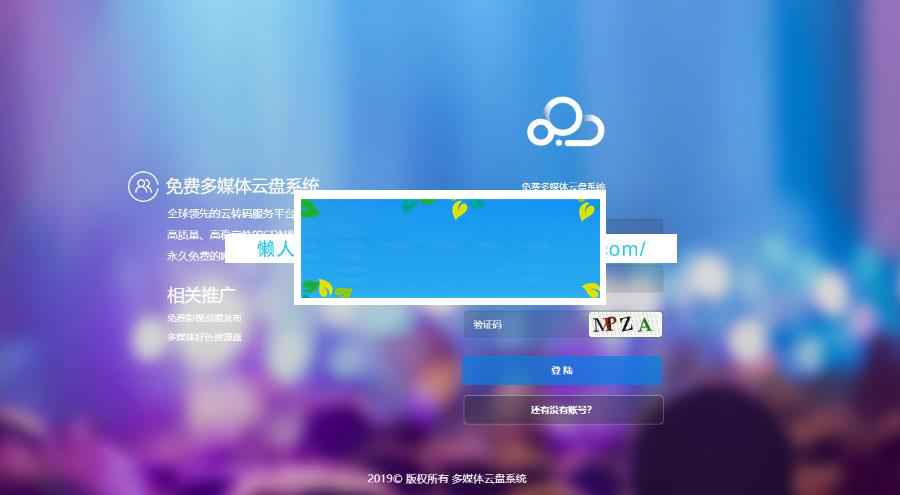 免费多媒体云盘系统
免费多媒体云盘系统
全球领先的云转码服务平台
高质量、高稳定性的CDN
永久免费的
懒人
com/
相关推广
免费影视资源发布
多媒体好色资源盘
验证码
MPZA
登 陆
还有没有账号?
2019© 版权所有 多媒体云盘系统